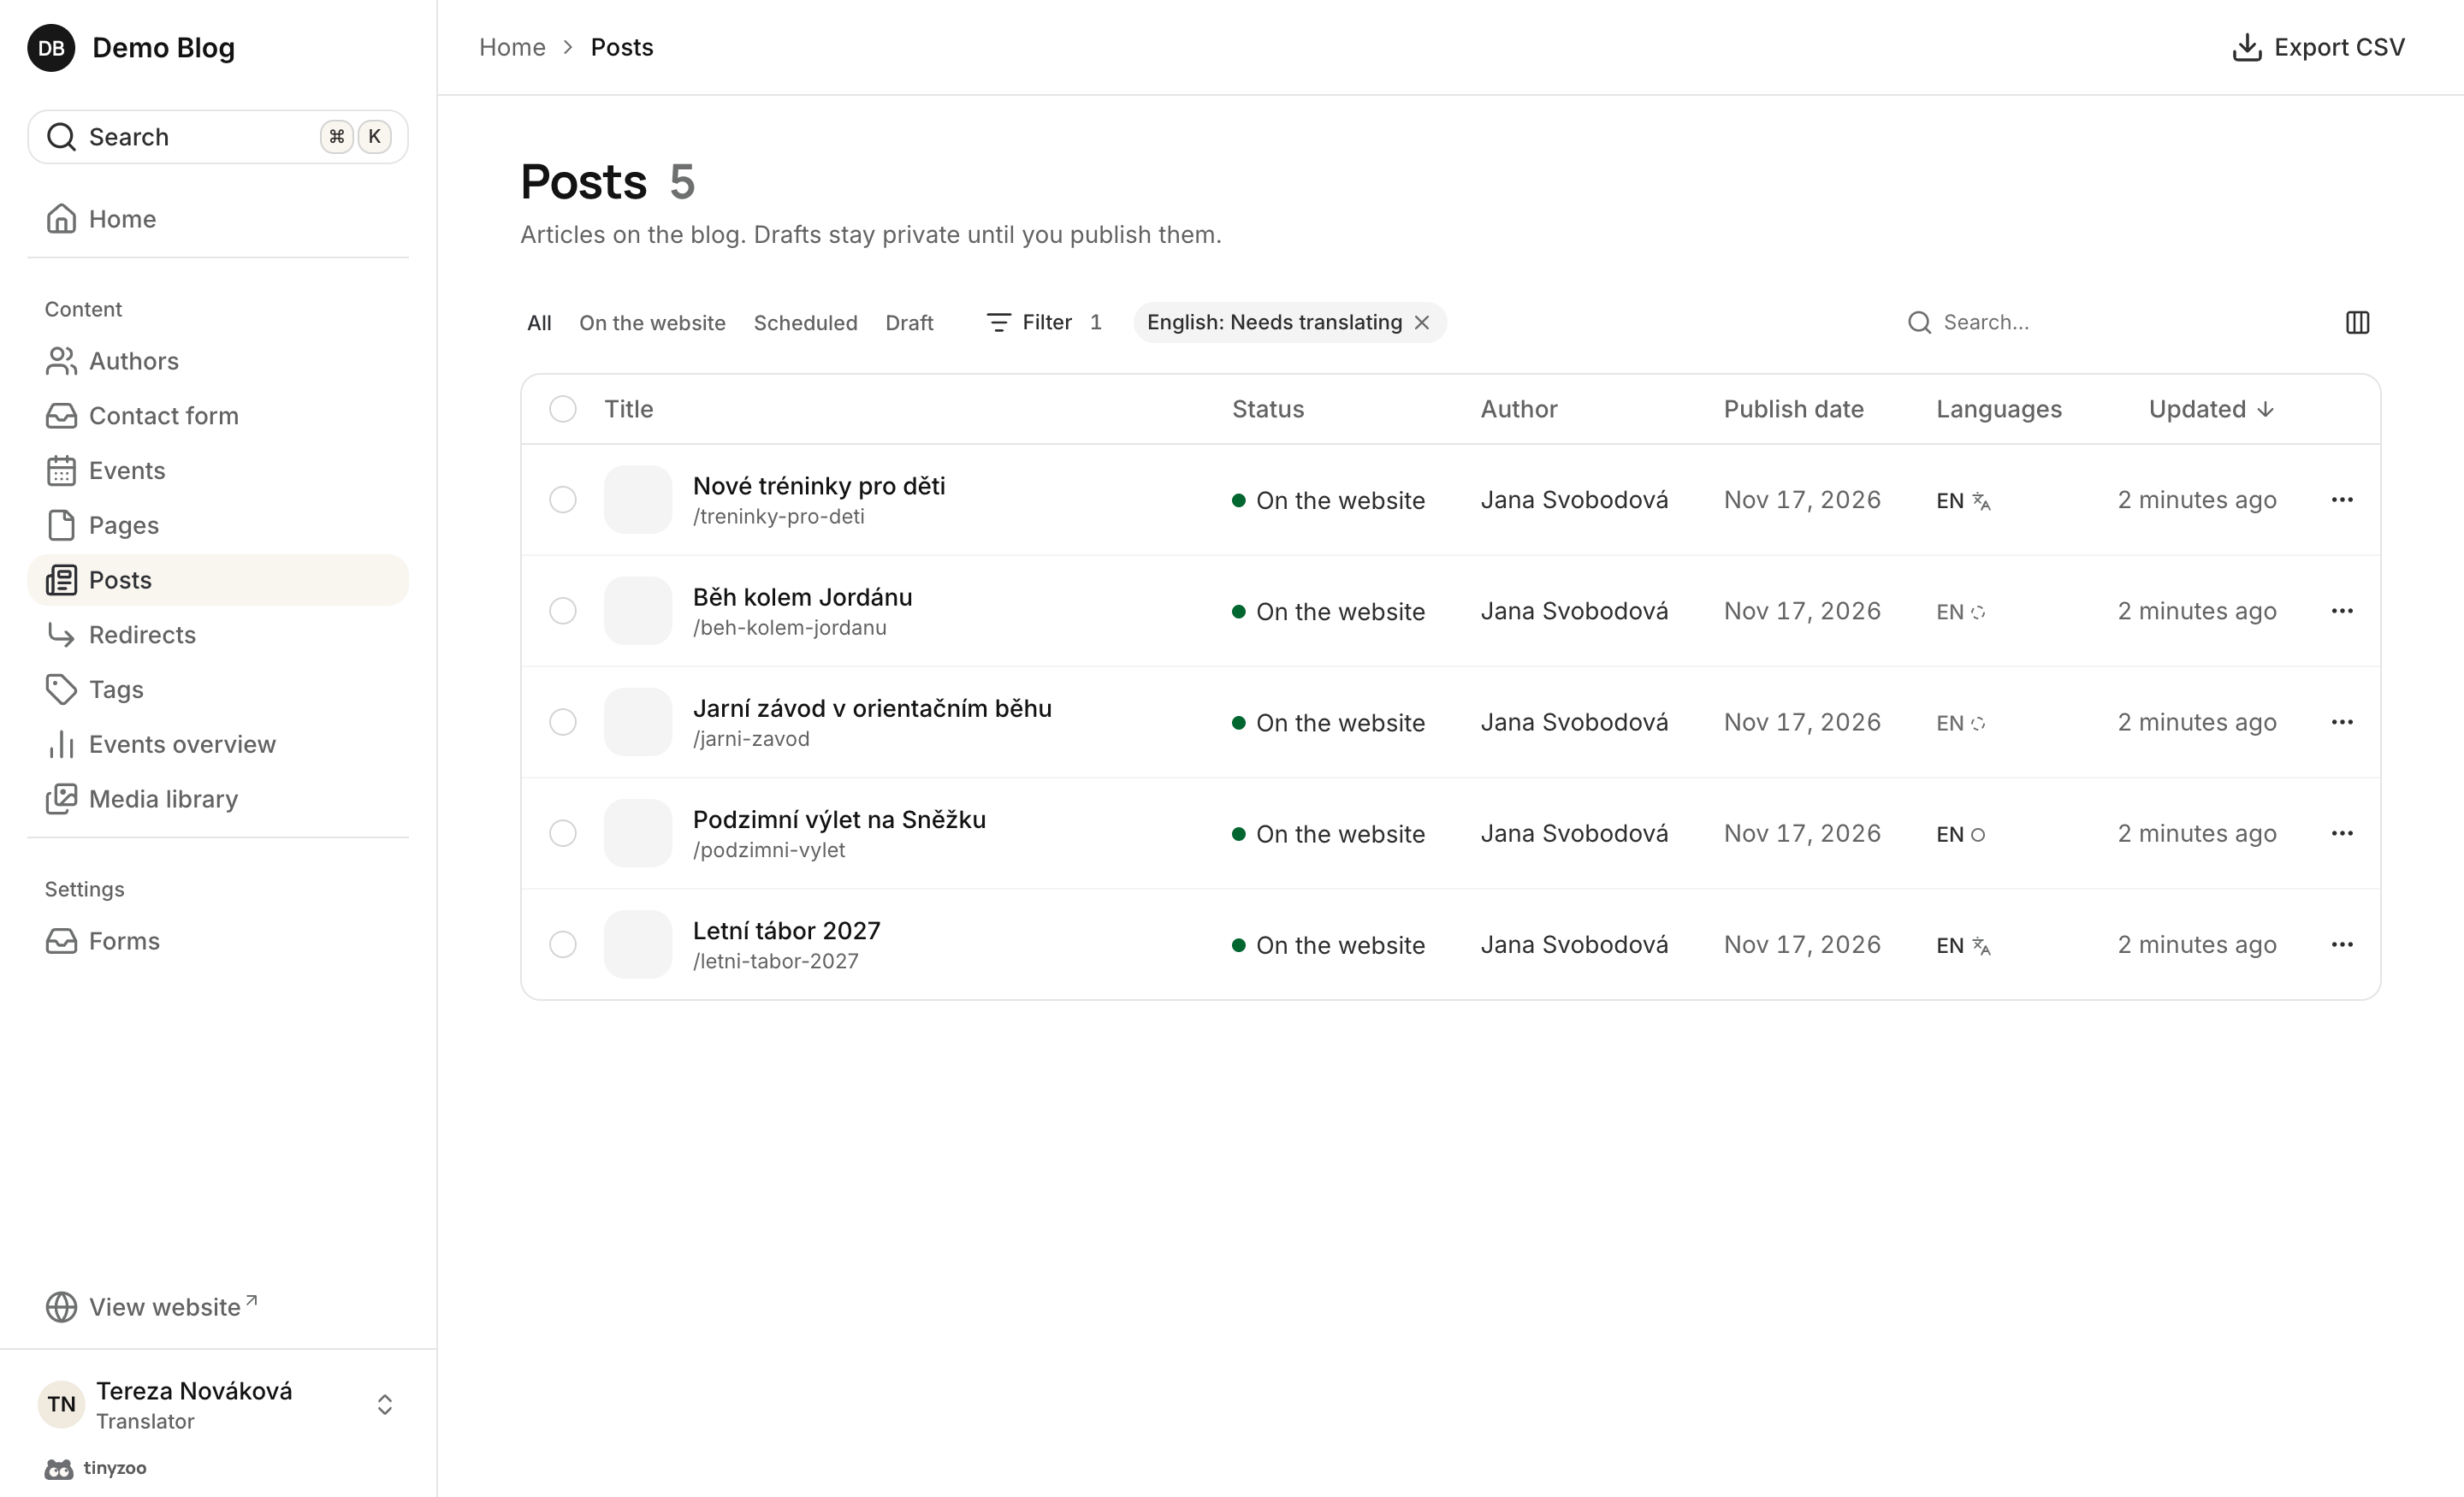 DB Demo Blog
Search ⌘ K
Home
Content
Authors
Contact form
Events
Pages
Posts
Redirects
Tags
Events overview
Media library
Settings
Forms
View website
TN Tereza Nováková
Translator
tinyzoo
Home Posts
Export CSV
Posts 5
Articles on the blog. Drafts stay private until you publish them.
All On the website Scheduled Draft Filter 1 English: Needs translating Search...
Title Status Author Publish date Languages Updated
Nové tréninky pro děti On the website Jana Svobodová Nov 17, 2026 EN 2 minutes ago
/treninky-pro-deti
Běh kolem Jordánu On the website Jana Svobodová Nov 17, 2026 EN 2 minutes ago
/beh-kolem-jordanu
Jarní závod v orientačním běhu On the website Jana Svobodová Nov 17, 2026 EN 2 minutes ago
/jarni-zavod
Podzimní výlet na Sněžku On the website Jana Svobodová Nov 17, 2026 EN 2 minutes ago
/podzimni-vylet
Letní tábor 2027 On the website Jana Svobodová Nov 17, 2026 EN 2 minutes ago
/letni-tabor-2027